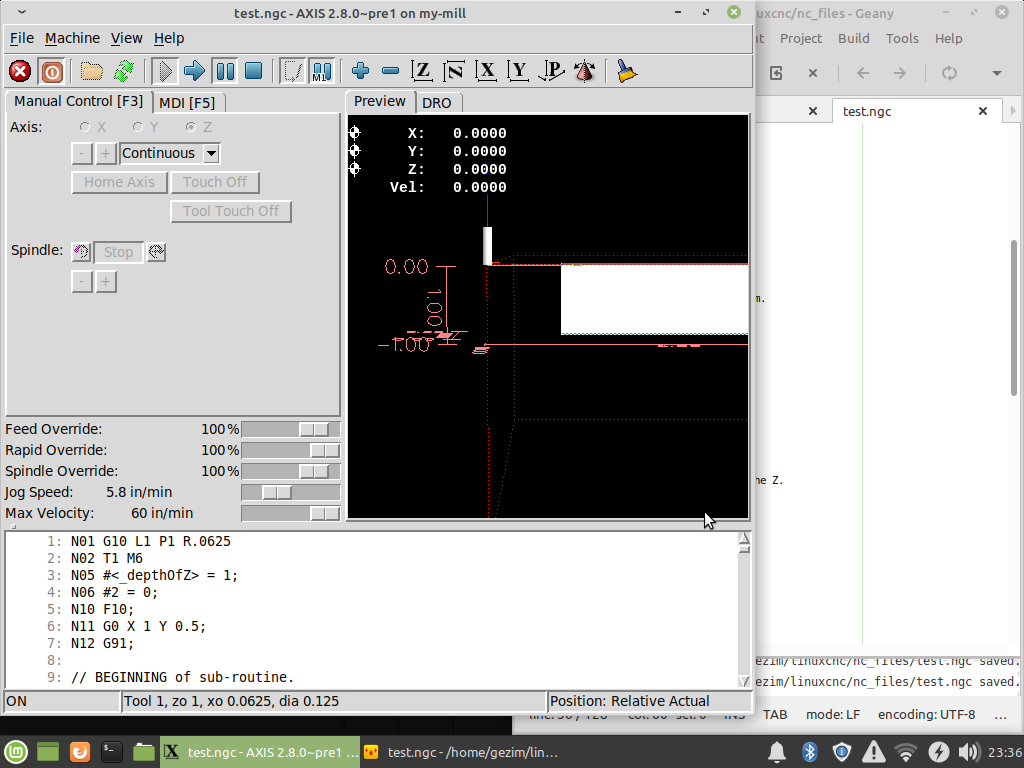 test.ngc - AXIS 2.8.0~pre1 on my-mill
uxcnc/nc_files - Geany
File Machine View Help
nt Project Build Tools Help
Z N X Y P
Manual Control [F3] MDI [F5]
Preview DRO
test.ngc
Axis: X Y Z
- + Continuous
Home Axis Touch Off
Tool Touch Off
Spindle: Stop
- +
X: 0.0000
Y: 0.0000
Z: 0.0000
Vel: 0.0000
0.00
1.00
-1.00
m.
he Z.
Feed Override: 100%
Rapid Override: 100%
Spindle Override: 100%
Jog Speed: 5.8 in/min
Max Velocity: 60 in/min
1: N01 G10 L1 P1 R.0625
2: N02 T1 M6
3: N05 #<_depthOfZ> = 1;
4: N06 #2 = 0;
5: N10 F10;
6: N11 G0 X 1 Y 0.5;
7: N12 G91;
8:
9: // BEGINNING of sub-routine.
ezim/linuxcnc/nc_files/test.ngc saved.
ezim/linuxcnc/nc_files/test.ngc saved.
ON Tool 1, zo 1, xo 0.0625, dia 0.125 Position: Relative Actual
INS TAB mode: LF encoding: UTF-8 ...
test.ngc - AXIS 2.8.0~pre1 ...
test.ngc - /home/gezim/lin...
23:36